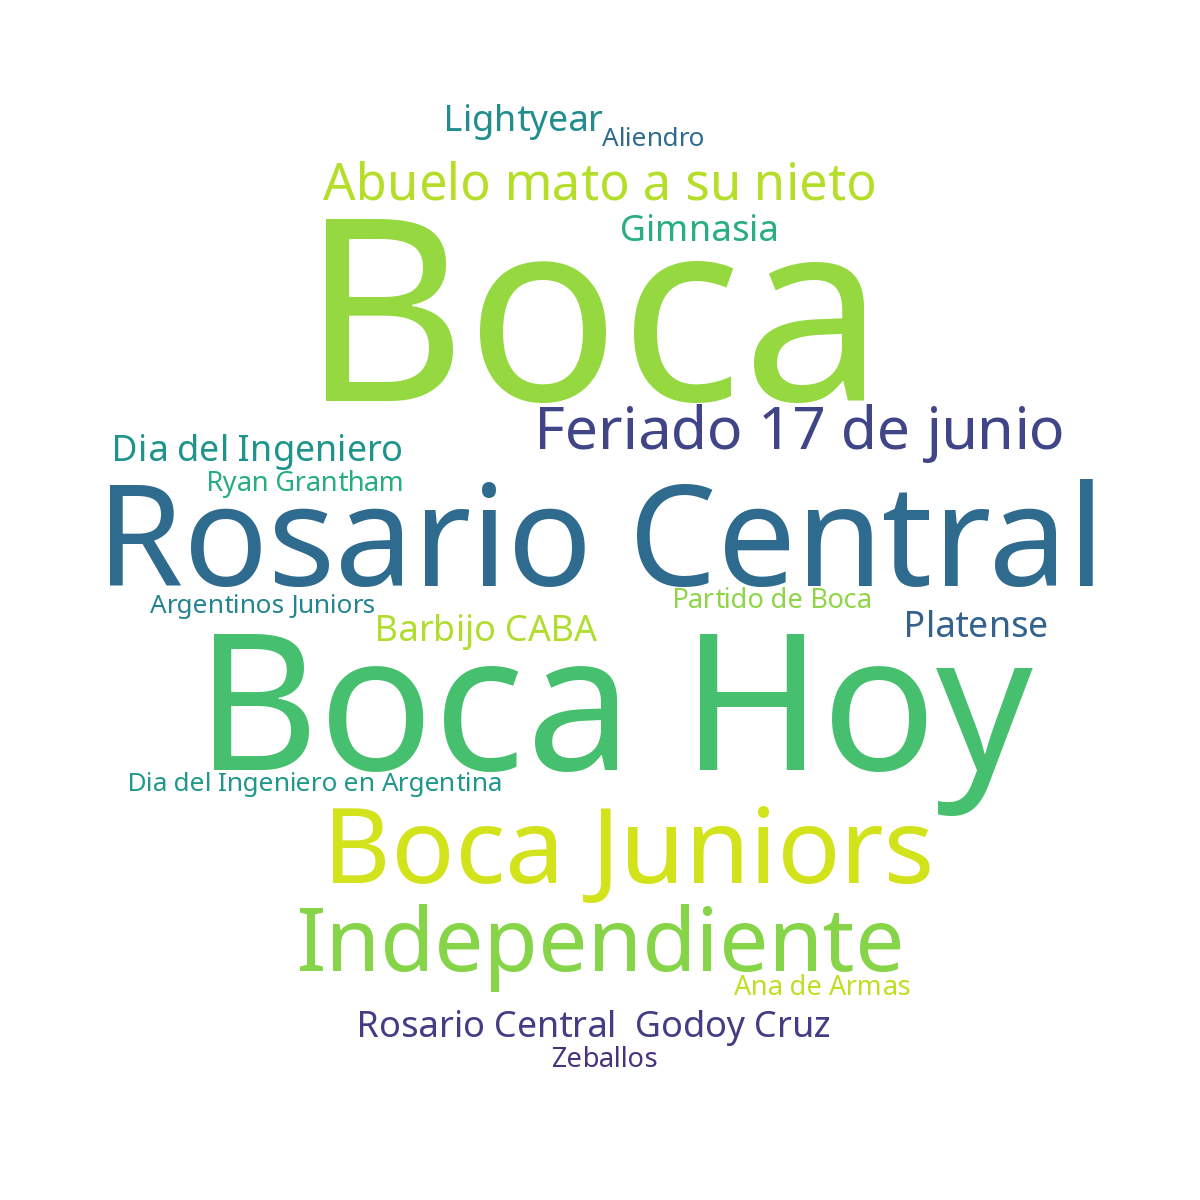 Lightyear
Aliendro
Abuelo mato a su nieto
Gimnasia
Boca
Feriado 17 de junio
Dia del Ingeniero
Ryan Grantham
Rosario Central
Argentinos Juniors
Partido de Boca
Barbijo CABA
Platense
Boca Hoy
Dia del Ingeniero en Argentina
Boca Juniors
Independiente
Ana de Armas
Rosario Central  Godoy Cruz
Zeballos